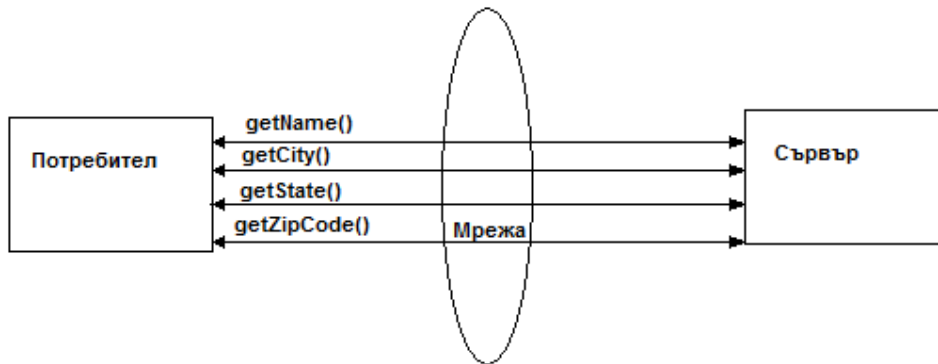 getName()
Потребител
getCity()
Сървър
getState()
getZipCode()
Мрежа